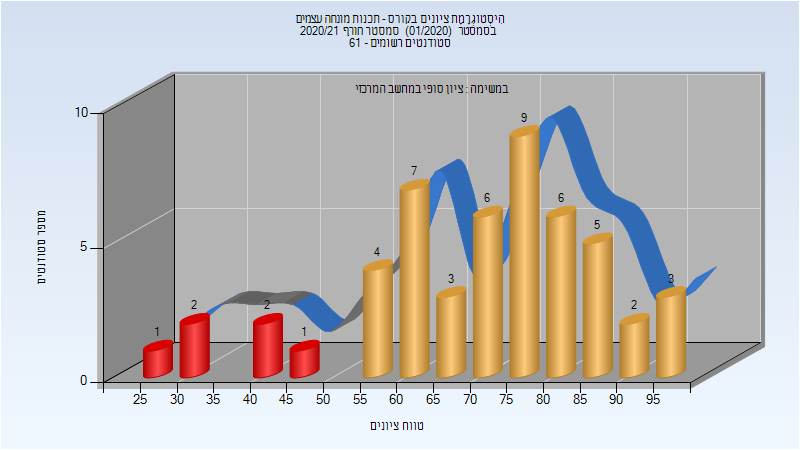 היסטוגרמת ציונים בקורס - תכנות מונחה עצמים
בסמסטר (01/2020) סמסטר חורף 2020/21
סטודנטים רשומים - 61
במשימה : ציון סופי במחשב המרכזי
מספר סטודנטים
10
5
0
1
2
2
1
4
7
3
6
9
6
5
2
3
25 30 35 40 45 50 55 60 65 70 75 80 85 90 95
טווח ציונים